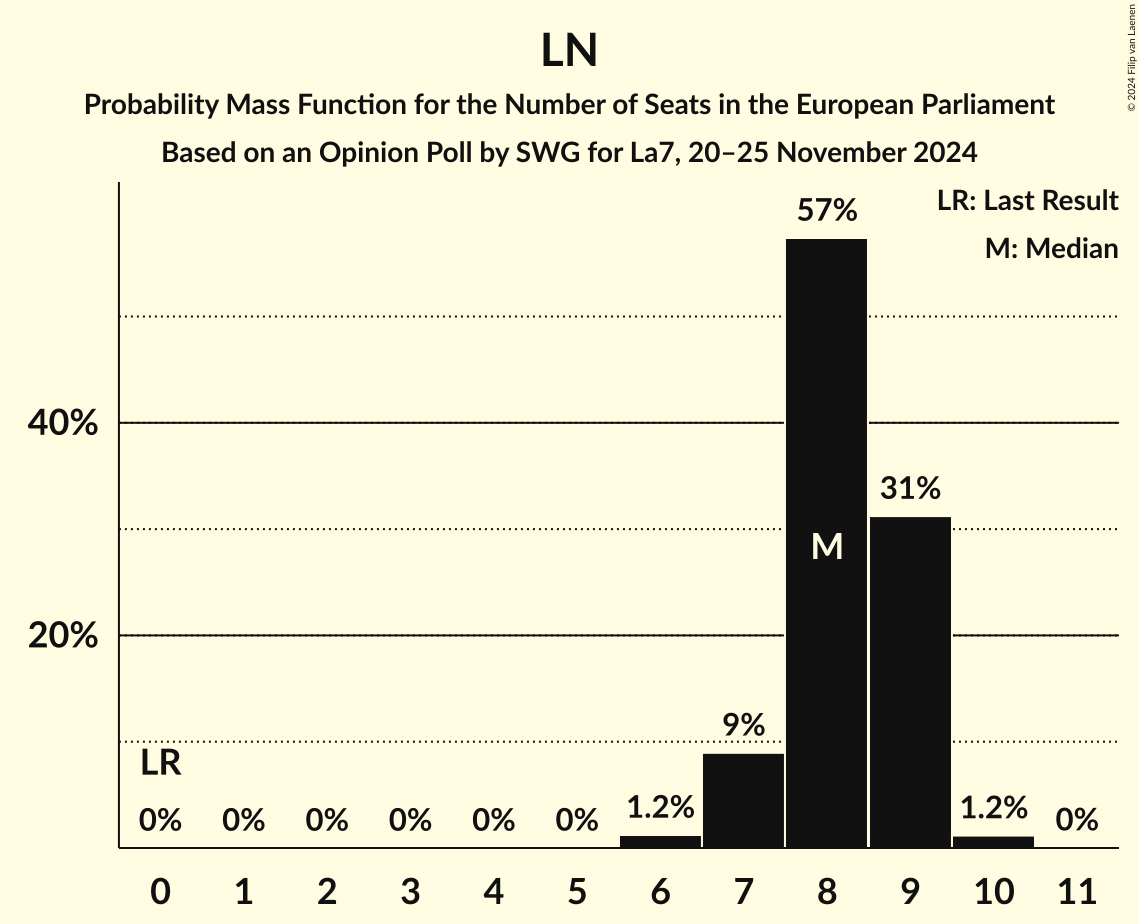 LN
Probability Mass Function for the Number of Seats in the European Parliament
Based on an Opinion Poll by SWG for La7, 20–25 November 2024
© 2024 Filip van Laenen
LR: Last Result
M: Median
57%
40%
31%
M
20%
9%
LR
0% 0% 0% 0% 0% 0% 1.2% 1.2% 0%
0 1 2 3 4 5 6 7 8 9 10 11